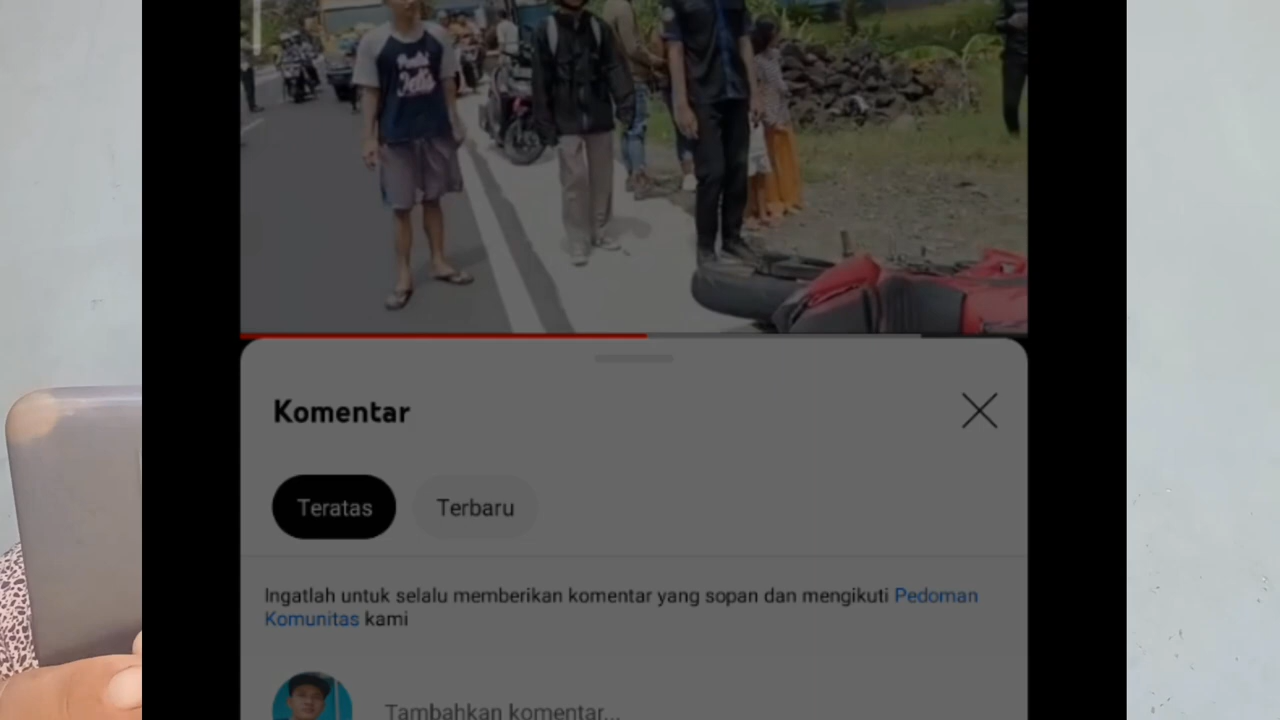 Komentar
Teratas
Terbaru
Ingatlah untuk selalu memberikan komentar yang sopan dan mengikuti Pedoman
Komunitas kami
Tambahkan komentar...